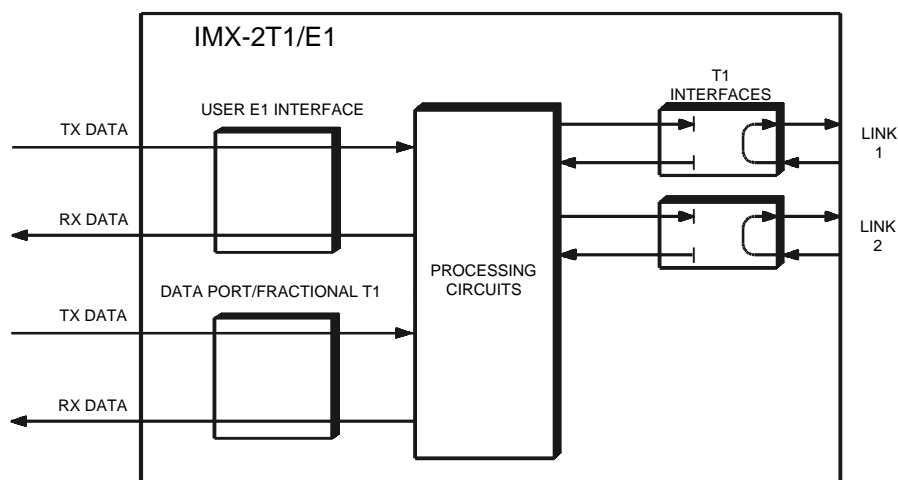 IMX-2T1/E1
T1
INTERFACES
USER E1 INTERFACE
TX DATA
LINK
1
RX DATA
LINK
2
PROCESSING
CIRCUITS
DATA PORT/FRACTIONAL T1
TX DATA
RX DATA